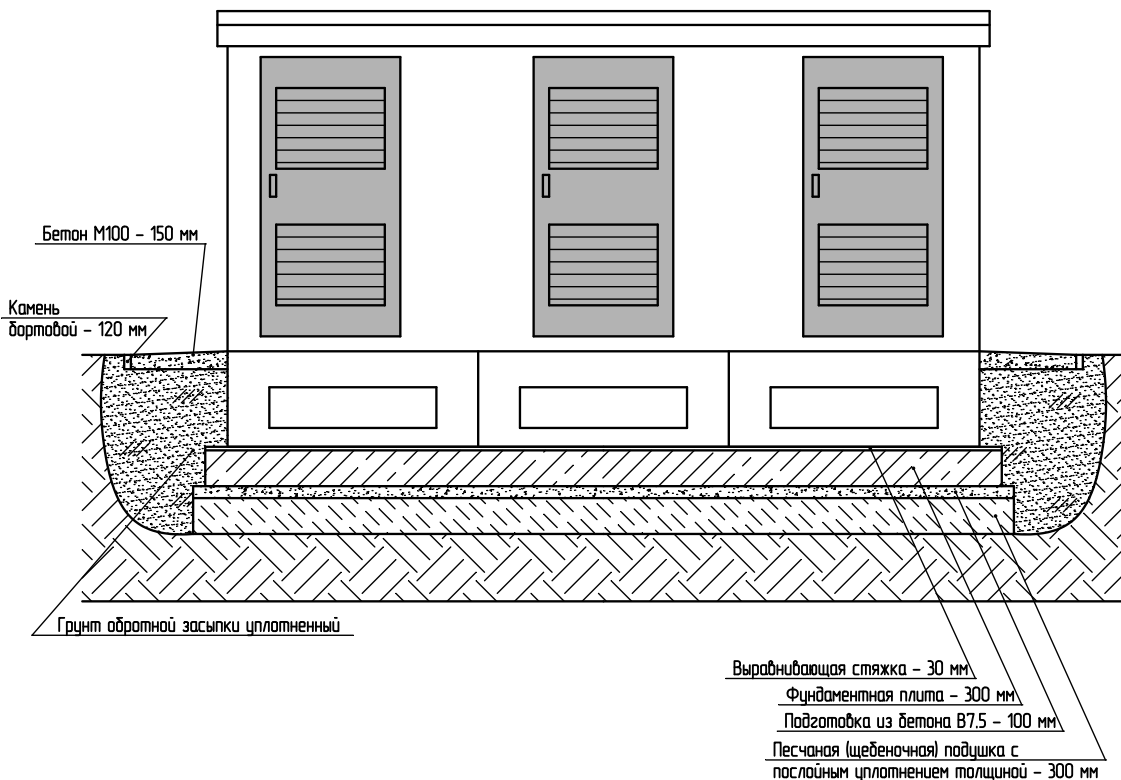 Бетон М100 – 150 мм
Камень
бортовой – 120 мм
Грунт обротной засыпки уплотненный
Выравнивающая стяжка – 30 мм
Фундаментная плита – 300 мм
Подготовка из бетона В7,5 – 100 мм
Песчаная (щебеночная) подушка с
послойным уплотнением толщиной – 300 мм